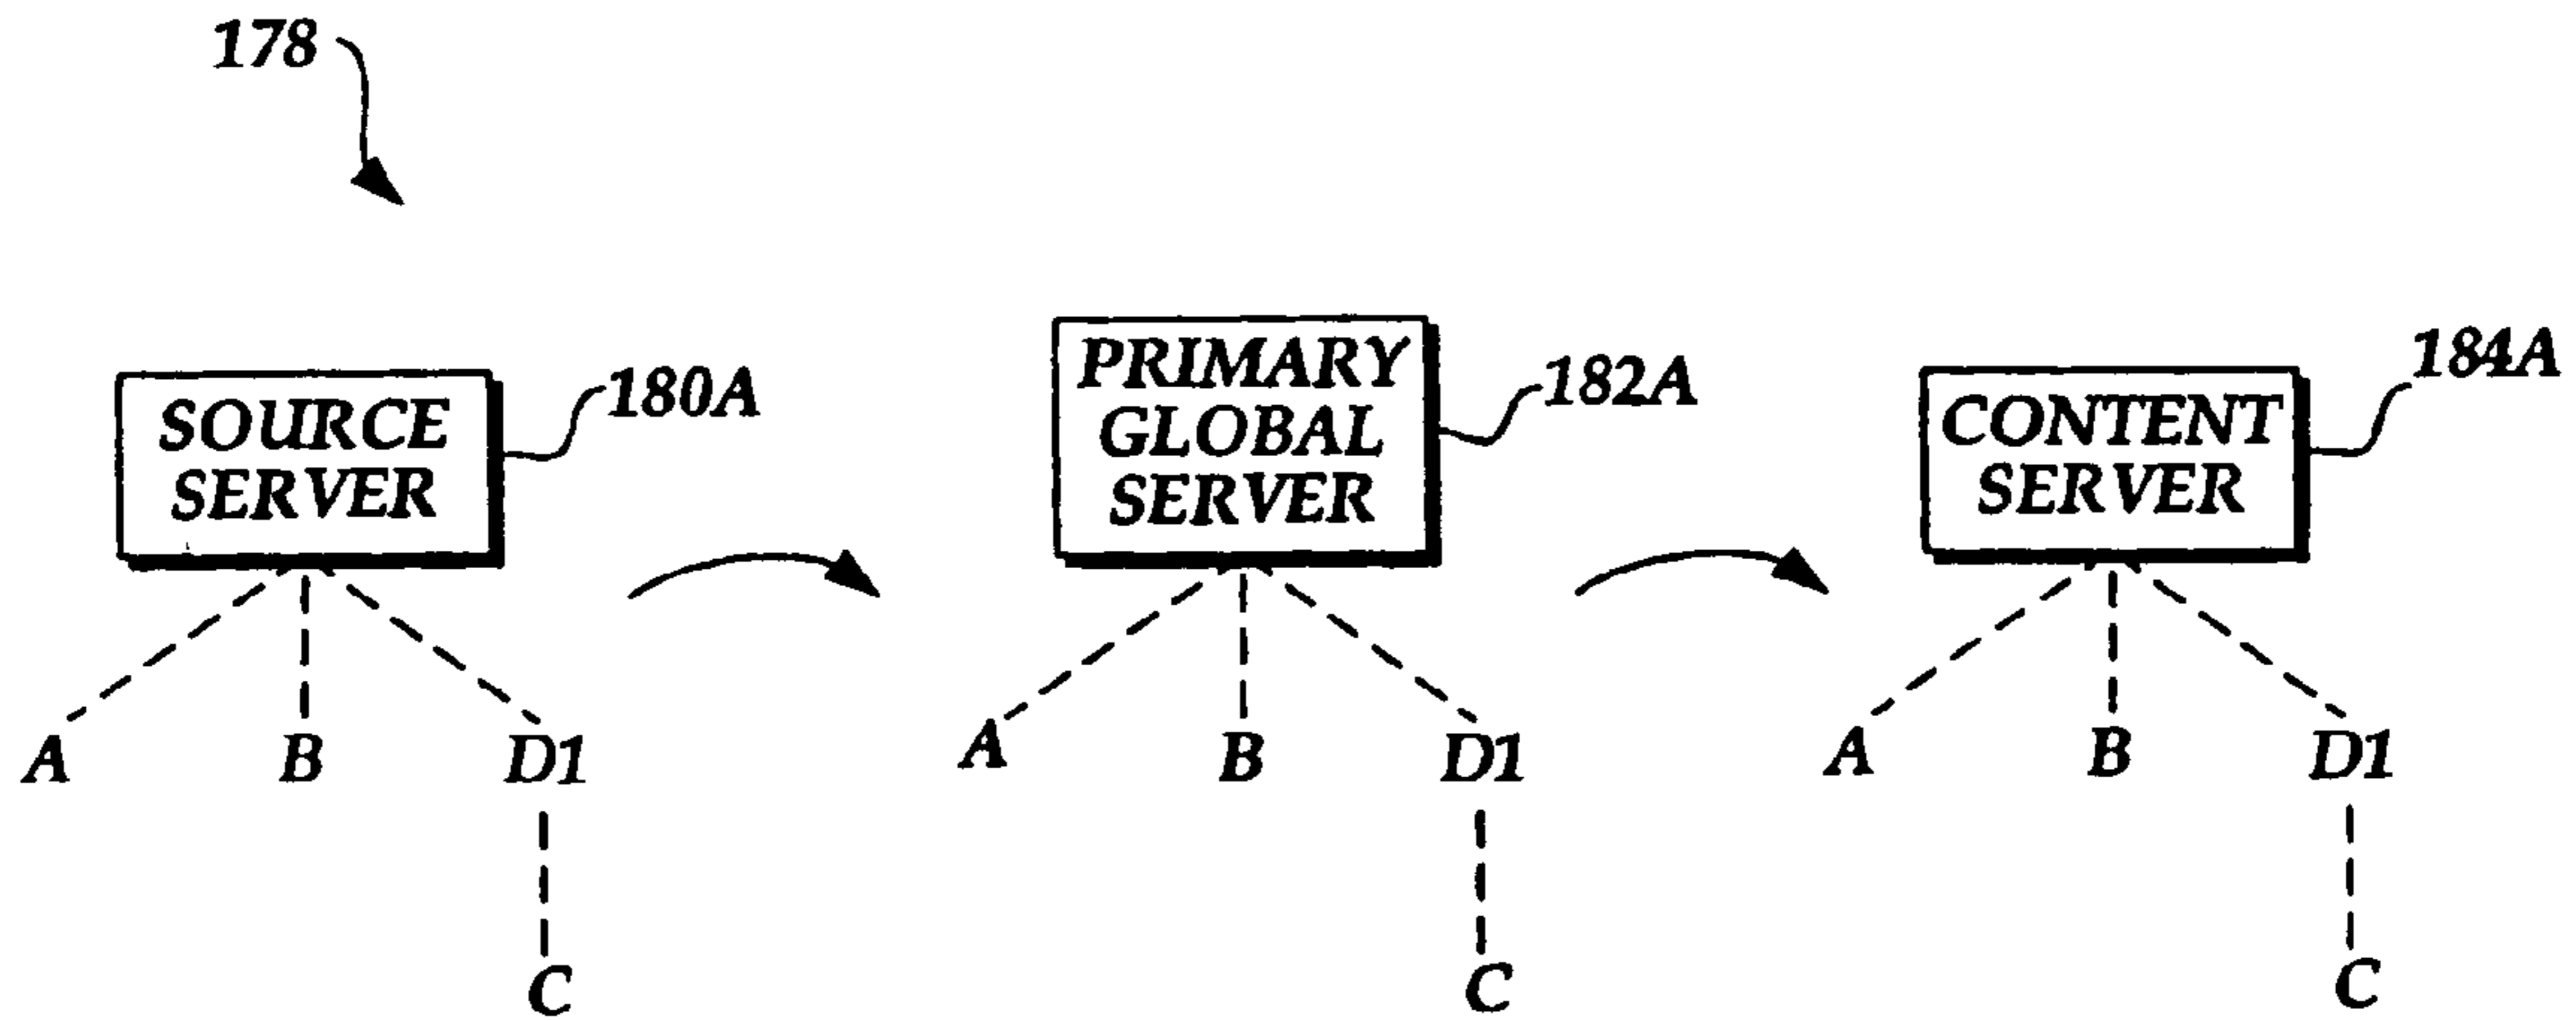 178
SOURCE
SERVER
180A
PRIMARY
GLOBAL
SERVER
182A
CONTENT
SERVER
184A
A B D1
C
A B D1
C
A B D1
C